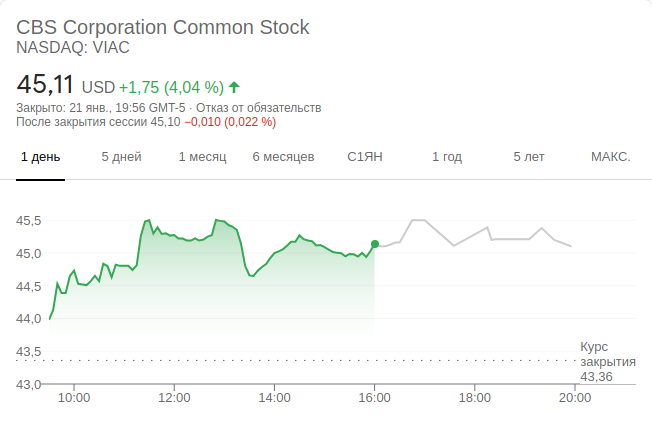 CBS Corporation Common Stock
NASDAQ: VIAC
45,11 USD +1,75 (4,04 %)
Закрыто: 21 янв., 19:56 GMT-5 · Отказ от обязательств
После закрытия сессии 45,10 −0,010 (0,022 %)
1 день 5 дней 1 месяц 6 месяцев С1ЯН 1 год 5 лет МАКС.
45,5
45,0
44,5
44,0
43,5
Курс
закрытия
43,36
43,0
10:00 12:00 14:00 16:00 18:00 20:00